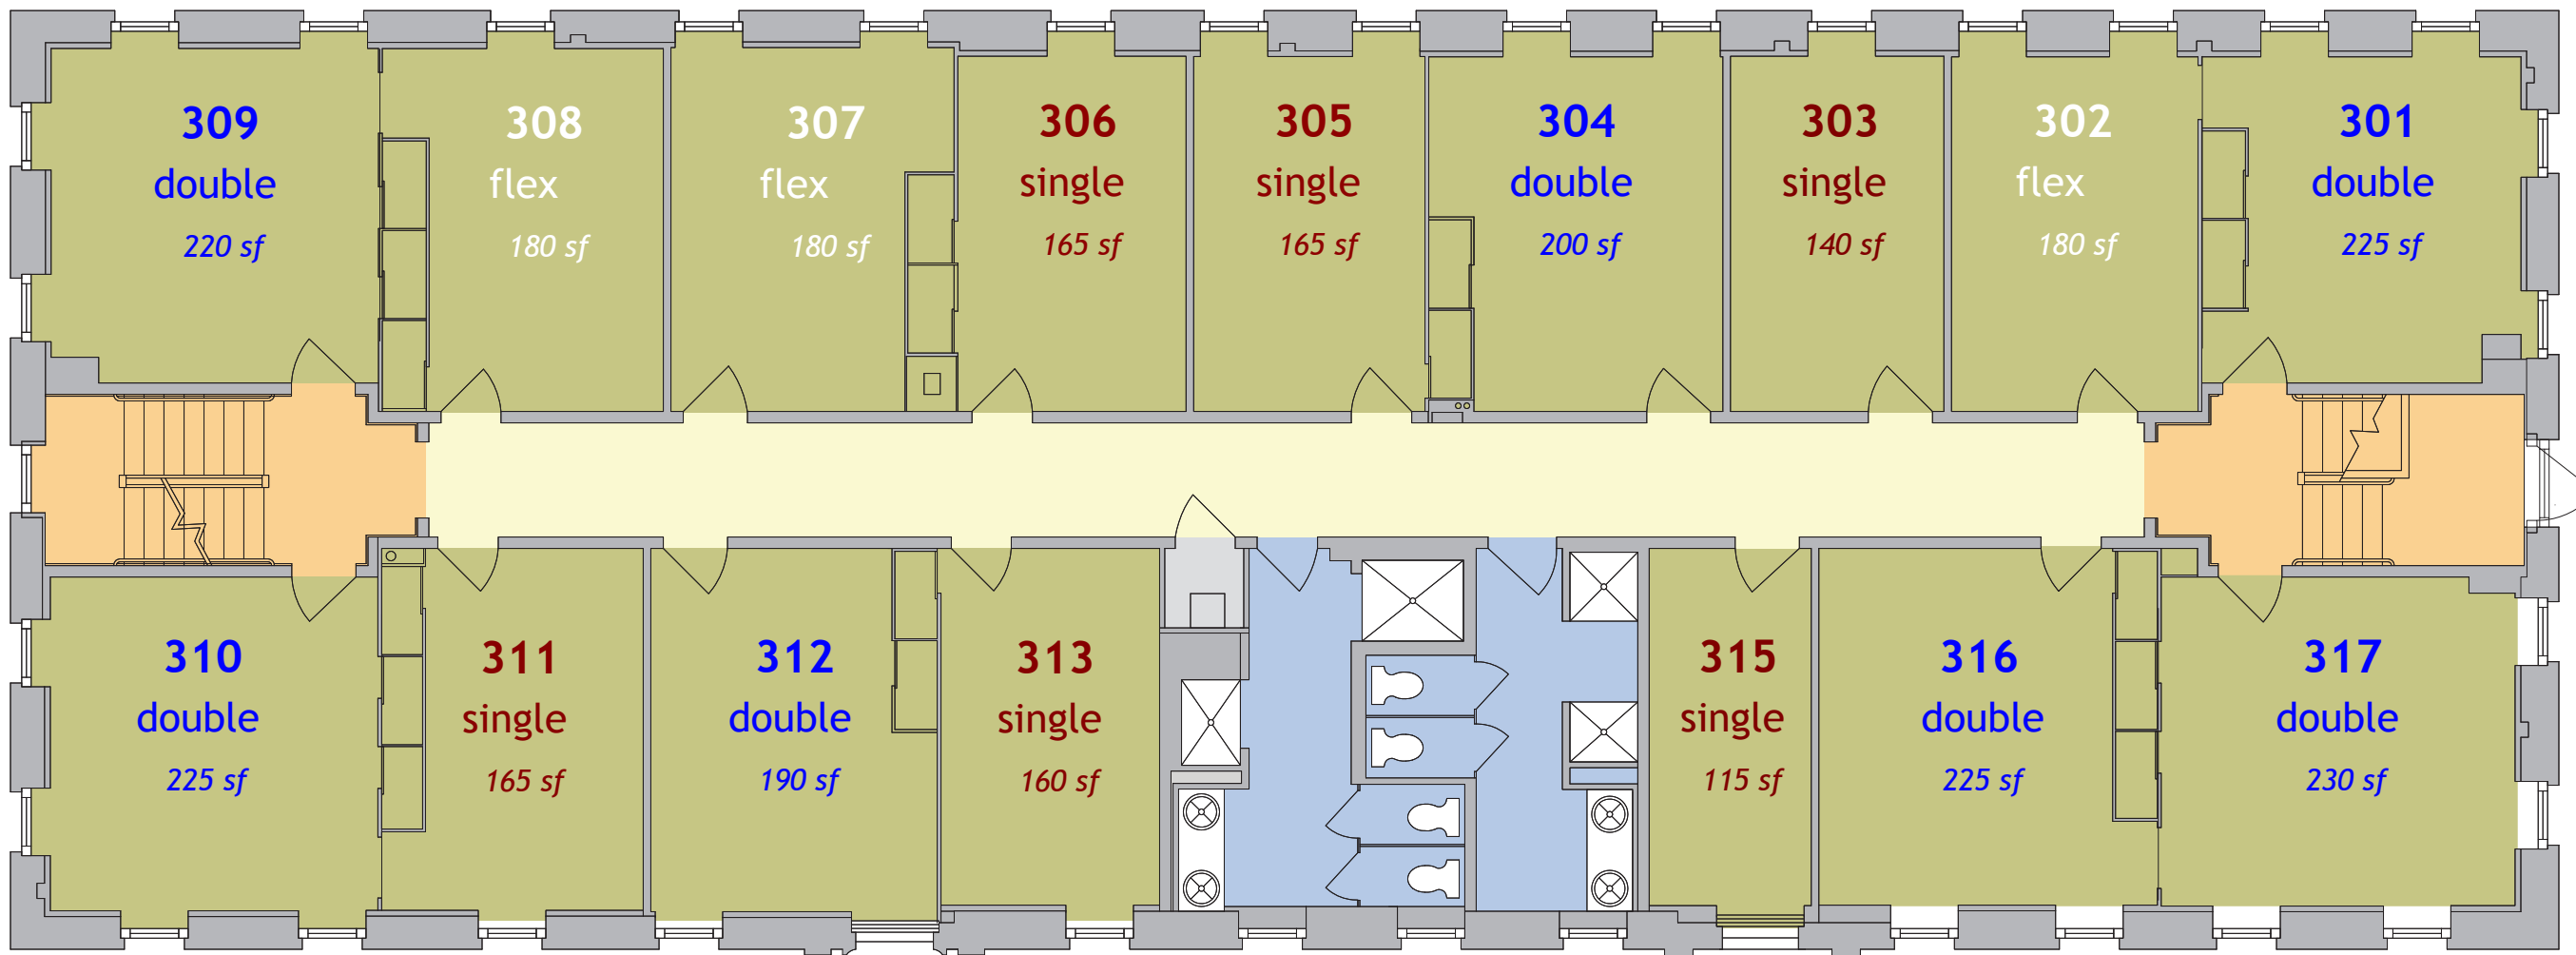 309
double
220 sf
308
flex
180 sf
307
flex
180 sf
306
single
165 sf
305
single
165 sf
304
double
200 sf
303
single
140 sf
302
flex
180 sf
301
double
225 sf
310
double
225 sf
311
single
165 sf
312
double
190 sf
313
single
160 sf
315
single
115 sf
316
double
225 sf
317
double
230 sf